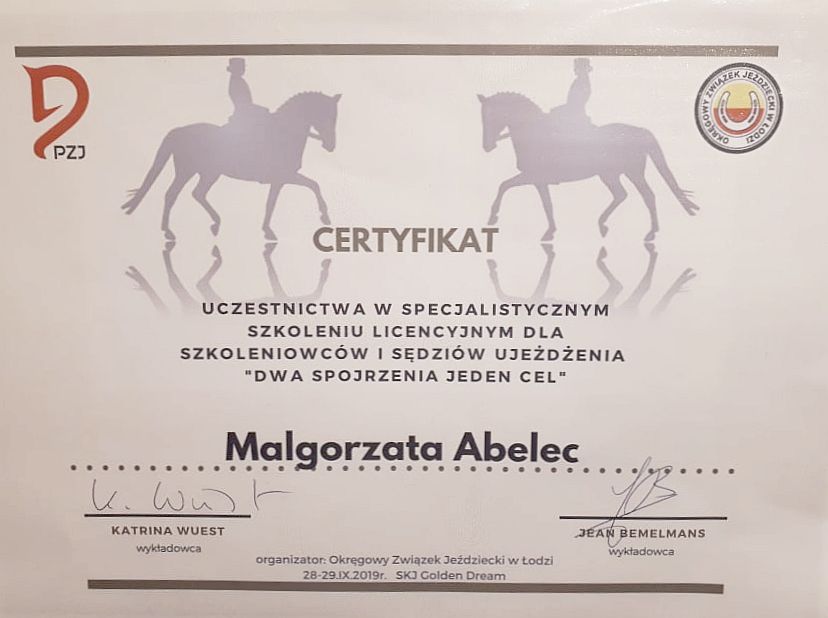 PZJ
OKRĘGOWY ZWIĄZEK JEŹDZIECKI W ŁODZI
CERTYFIKAT
UCZESTNICTWA W SPECJALISTYCZNYM
SZKOLENIU LICENCYJNYM DLA
SZKOLENIOWCÓW I SĘDZIÓW UJEŻDŻENIA
"DWA SPOJRZENIA JEDEN CEL"
Malgorzata Abelec
K. Wuest
KATRINA WUEST
wykładowca
JEAN BEMELMANS
wykładowca
organizator: Okręgowy Związek Jeździecki w Łodzi
28-29.IX.2019r. SKJ Golden Dream